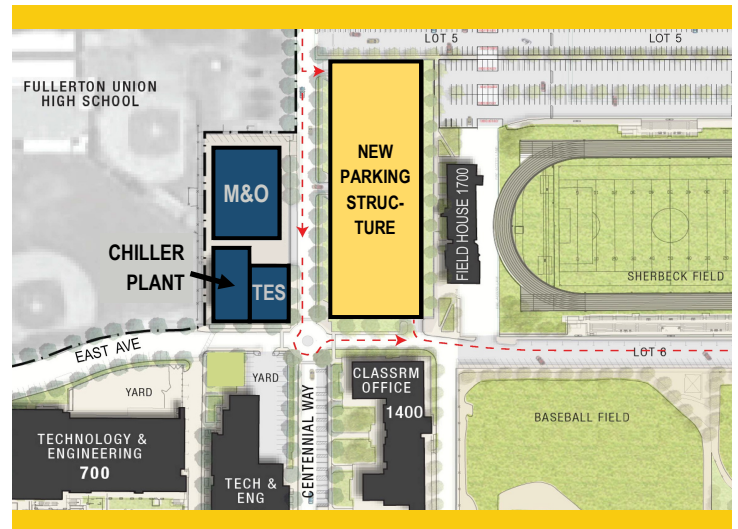 LOT 5
LOT 5
FULLERTON UNION
HIGH SCHOOL
NEW
PARKING
STRUC-
TURE
M&O
CHILLER
PLANT
TES
FIELD HOUSE 1700
SHERBECK FIELD
EAST AVE
LOT 6
YARD
YARD
CENTENNIAL WAY
CLASSRM
OFFICE
1400
BASEBALL FIELD
TECHNOLOGY &
ENGINEERING
700
TECH &
ENG